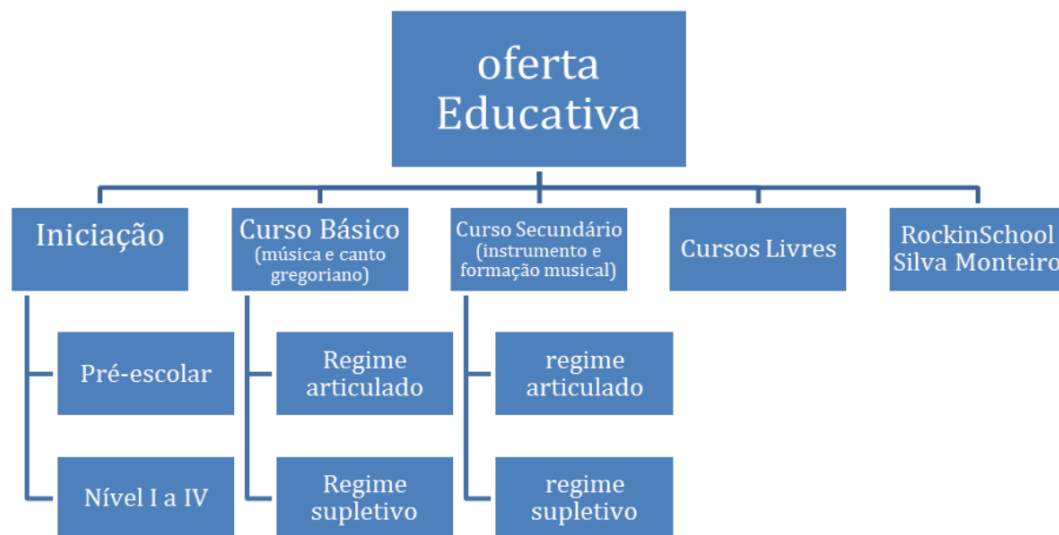 oferta
Educativa
Iniciação
Curso Básico
(música e canto
gregoriano)
Curso Secundário
(instrumento e
formação musical)
Cursos Livres
RockinSchool
Silva Monteiro
Pré-escolar
Regime
articulado
regime
articulado
Nível I a IV
Regime
supletivo
regime
supletivo